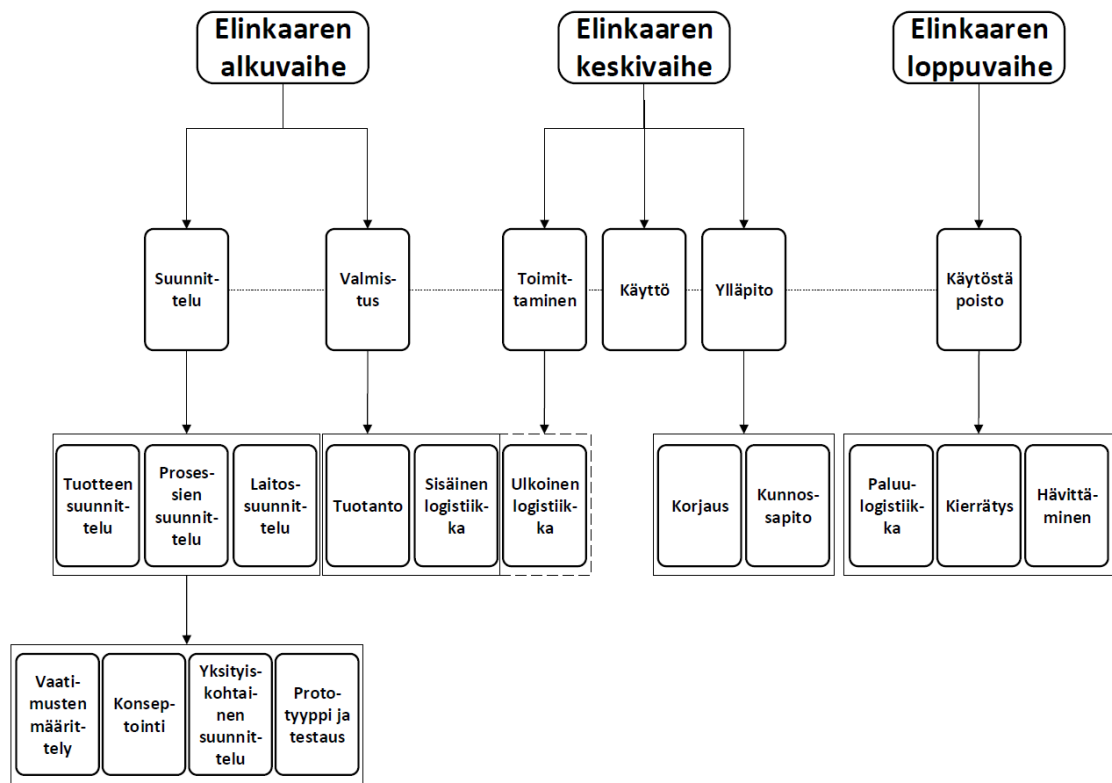 Elinkaaren
alkuvaihe
Elinkaaren
keskivaihe
Elinkaaren
loppuvaihe
Suunnit-
telu
Valmis-
tus
Toimit-
taminen
Käyttö
Ylläpito
Käytöstä
poisto
Tuotteen
suunnit-
telu
Proses-
sien
suunnit-
telu
Laitos-
suunnit-
telu
Tuotanto
Sisäinen
logistiik-
ka
Ulkoinen
logistiik-
ka
Korjaus
Kunnos-
sapito
Paluu-
logistiik-
ka
Kierrätys
Hävittä-
minen
Vaati-
musten
määrit-
tely
Konsep-
tointi
Yksityis-
kohtai-
nen
suunnit-
telu
Proto-
tyyppi ja
testaus